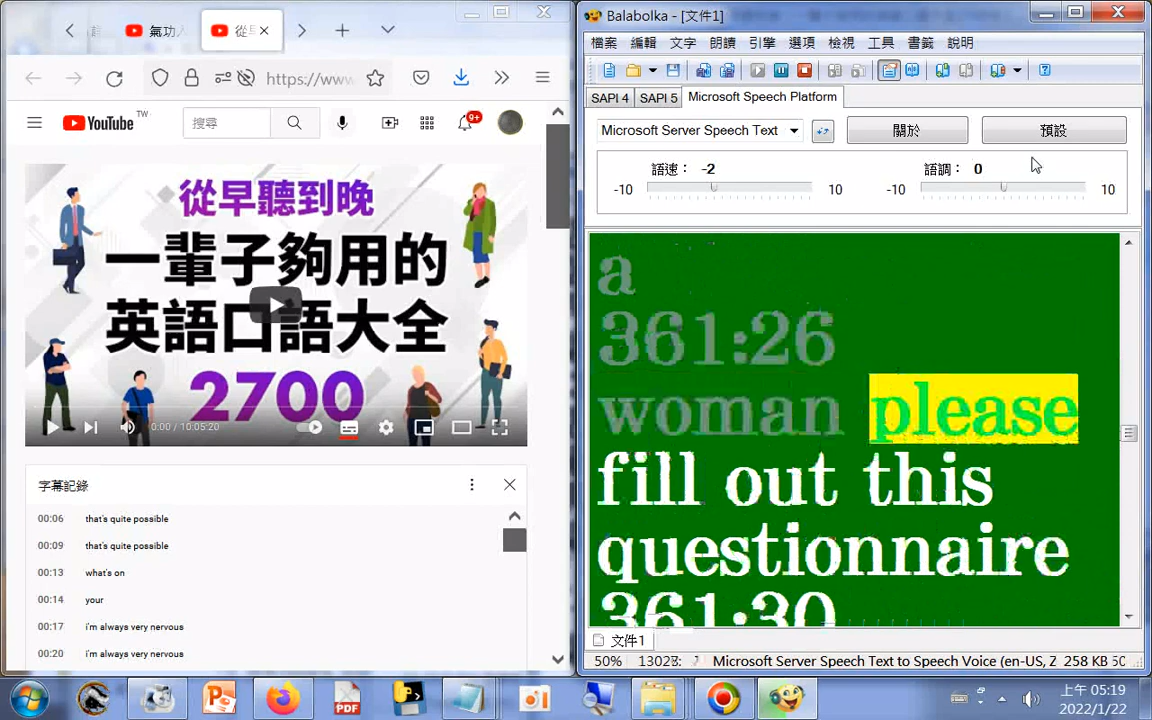 氣功
從
https://www
YouTube TW
搜尋
9+
從早聽到晚
一輩子夠用的
英語口語大全
2700
0:00 / 10:05:20
字幕記錄
00:06 that's quite possible
00:09 that's quite possible
00:13 what's on
00:14 your
00:17 i'm always very nervous
00:20 i'm always very nervous
Balabolka - [文件1]
檔案 編輯 文字 朗讀 引擎 選項 檢視 工具 書籤 說明
SAPI 4 SAPI 5 Microsoft Speech Platform
Microsoft Server Speech Text 關於 預設
語速： -2 語調： 0
-10 10 -10 10
a
361:26
woman please
fill out this
questionnaire
361:30
文件1
50% Microsoft Server Speech Text to Speech Voice (en-US, Z 258 KB
PDF
上午 05:19
2022/1/22